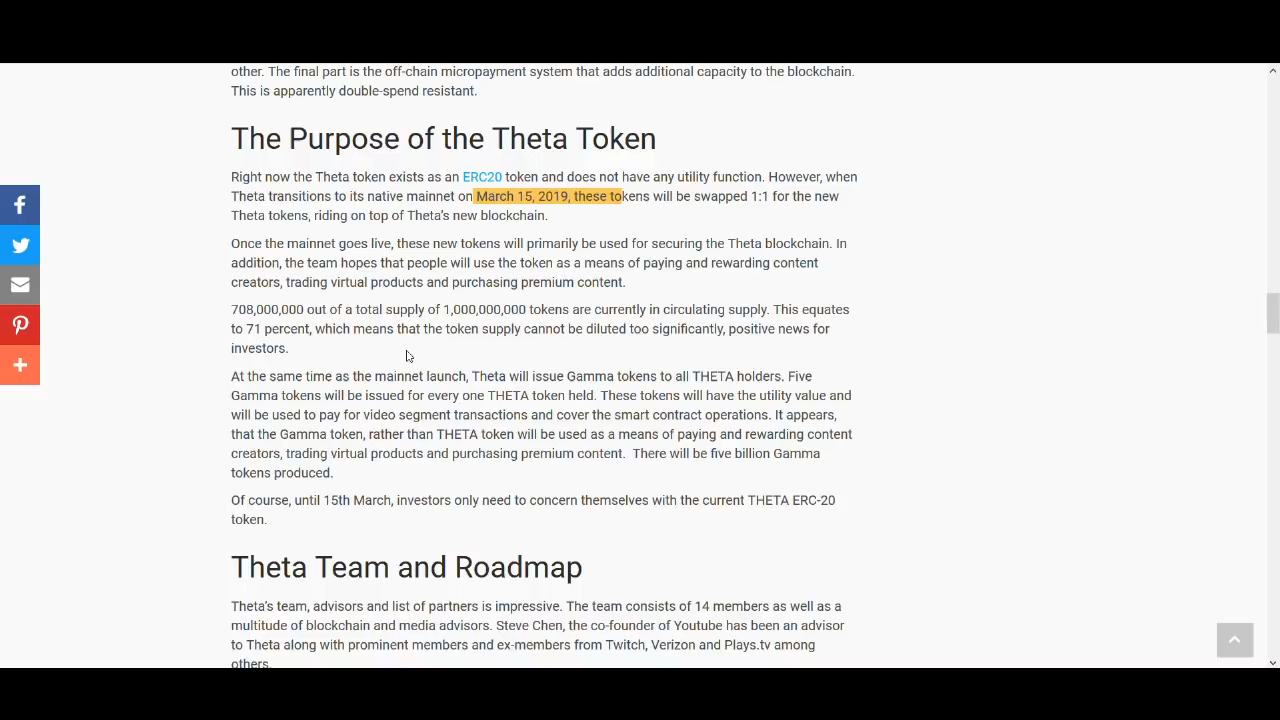 other. The final part is the off-chain micropayment system that adds additional capacity to the blockchain.
This is apparently double-spend resistant.
The Purpose of the Theta Token
Right now the Theta token exists as an ERC20 token and does not have any utility function. However, when
Theta transitions to its native mainnet on March 15, 2019, these tokens will be swapped 1:1 for the new
Theta tokens, riding on top of Theta's new blockchain.
Once the mainnet goes live, these new tokens will primarily be used for securing the Theta blockchain. In
addition, the team hopes that people will use the token as a means of paying and rewarding content
creators, trading virtual products and purchasing premium content.
708,000,000 out of a total supply of 1,000,000,000 tokens are currently in circulating supply. This equates
to 71 percent, which means that the token supply cannot be diluted too significantly, positive news for
investors.
At the same time as the mainnet launch, Theta will issue Gamma tokens to all THETA holders. Five
Gamma tokens will be issued for every one THETA token held. These tokens will have the utility value and
will be used to pay for video segment transactions and cover the smart contract operations. It appears,
that the Gamma token, rather than THETA token will be used as a means of paying and rewarding content
creators, trading virtual products and purchasing premium content.  There will be five billion Gamma
tokens produced.
Of course, until 15th March, investors only need to concern themselves with the current THETA ERC-20
token.
Theta Team and Roadmap
Theta's team, advisors and list of partners is impressive. The team consists of 14 members as well as a
multitude of blockchain and media advisors. Steve Chen, the co-founder of Youtube has been an advisor
to Theta along with prominent members and ex-members from Twitch, Verizon and Plays.tv among
others.